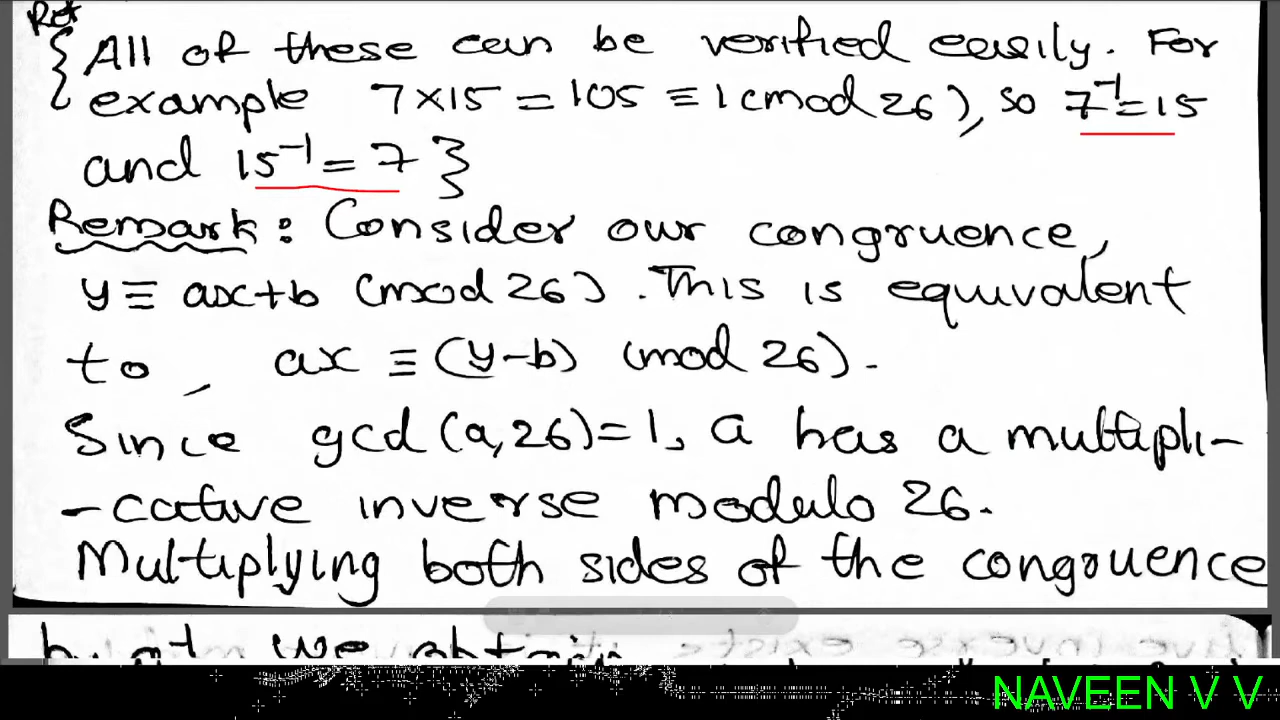 { All of these can be verified easily. For
example 7×15 = 105 ≡ 1 (mod 26), so 7⁻¹ = 15
and 15⁻¹ = 7 }
Remark: Consider our congruence,
y ≡ ax+b (mod 26). This is equivalent
to, ax ≡ (y-b) (mod 26).
Since gcd (a, 26) = 1, a has a multipli-
-cative inverse modulo 26.
Multiplying both sides of the congruence
we obtain
NAVEEN V V